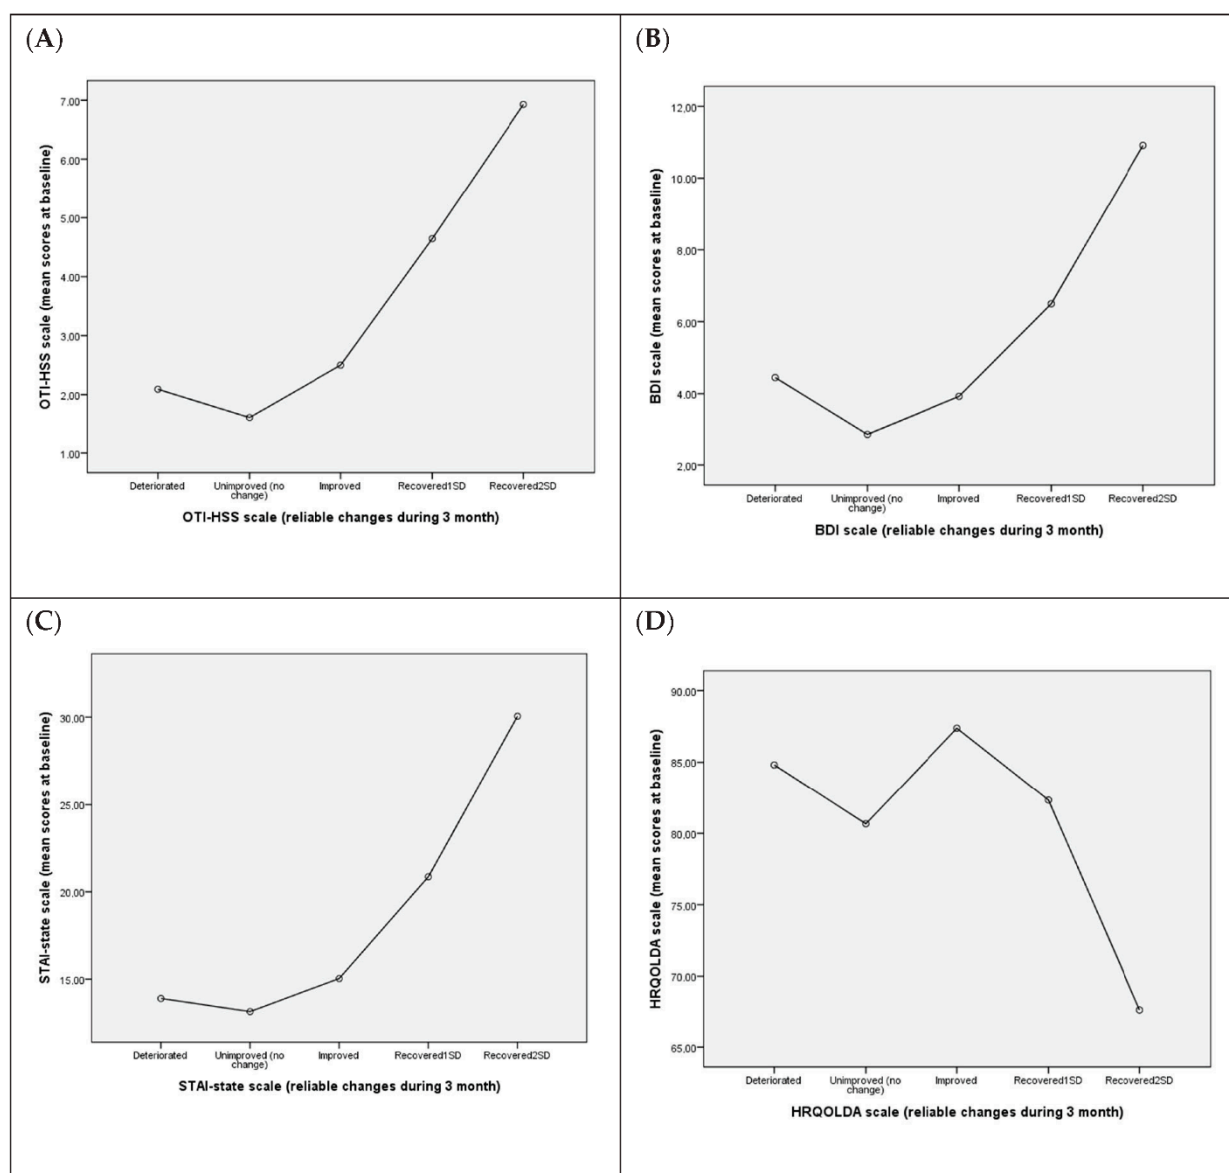 (A)
7.00
6.00
5.00
4.00
3.00
2.00
1.00
OTI-HSS scale (mean scores at baseline)
Deteriorated
Unimproved (no
change)
Improved
Recovered1SD
Recovered2SD
OTI-HSS scale (reliable changes during 3 month)
(B)
12.00
10.00
8.00
6.00
4.00
2.00
BDI scale (mean scores at baseline)
Deteriorated
Unimproved (no
change)
Improved
Recovered1SD
Recovered2SD
BDI scale (reliable changes during 3 month)
(C)
30.00
25.00
20.00
15.00
STAI-state scale (mean scores at baseline)
Deteriorated
Unimproved (no
change)
Improved
Recovered1SD
Recovered2SD
STAI-state scale (reliable changes during 3 month)
(D)
90.00
85.00
80.00
75.00
70.00
65.00
HRQOLDA scale (mean scores at baseline)
Deteriorated
Unimproved (no
change)
Improved
Recovered1SD
Recovered2SD
HRQOLDA scale (reliable changes during 3 month)